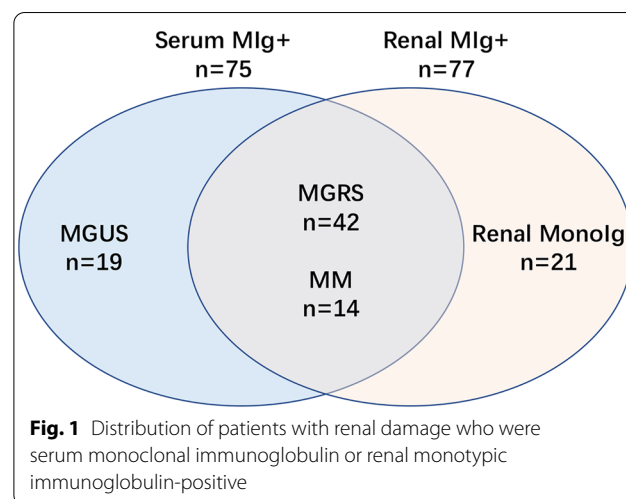 Serum MIg+
n=75
Renal MIg+
n=77
MGRS
n=42
MGUS
n=19
Renal MonoIg
n=21
MM
n=14
Fig. 1 Distribution of patients with renal damage who were
serum monoclonal immunoglobulin or renal monotypic
immunoglobulin-positive